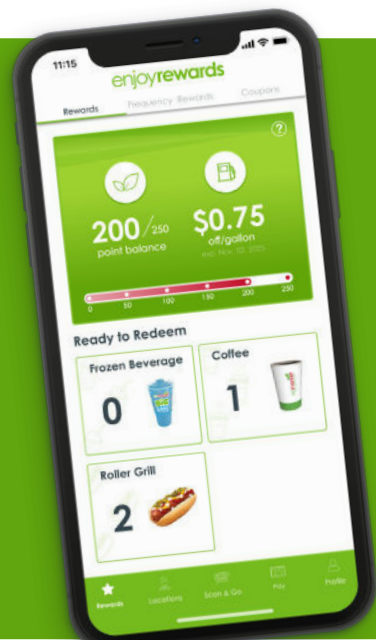 11:15
enjoyrewards
Rewards Frequency Rewards Coupons
?
200/250 $0.75
point balance off/gallon
0 50 100 150 200 250
Ready to Redeem
Frozen Beverage Coffee
0 1
Roller Grill
2
Rewards Locations Scan & Go Pay Profile